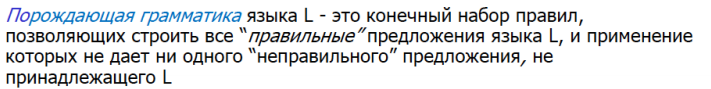 Порождающая грамматика языка L - это конечный набор правил,
позволяющих строить все “правильные” предложения языка L, и применение
которых не дает ни одного “неправильного” предложения, не
принадлежащего L